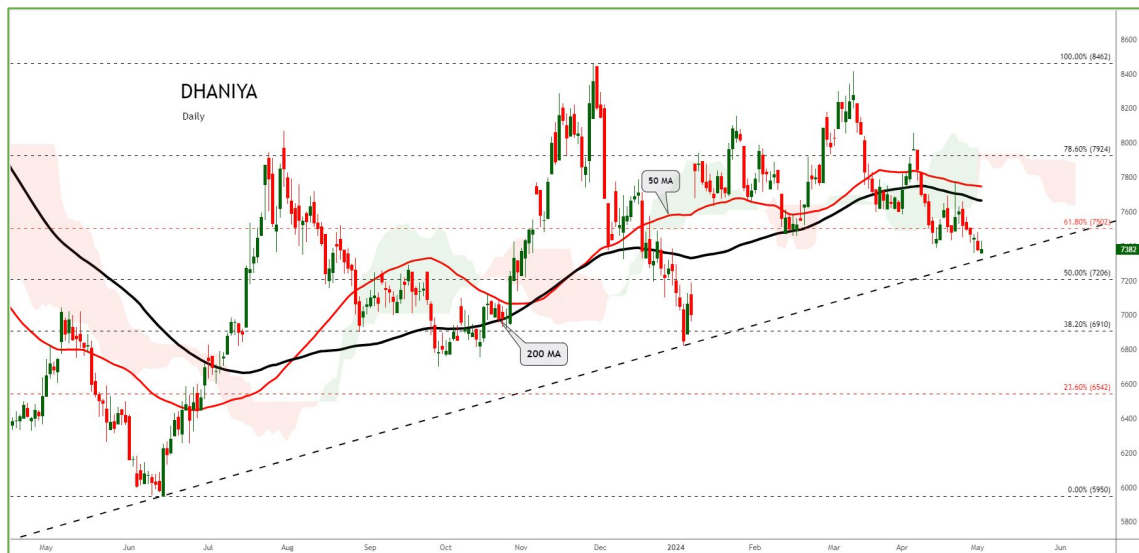 DHANIYA
Daily
50 MA
200 MA
100.00% (8462)
78.60% (7924)
61.80% (7502)
50.00% (7206)
38.20% (6910)
23.60% (6542)
0.00% (5950)
8600
8400
8200
8000
7800
7600
7382
7200
7000
6800
6600
6400
6200
6000
5800
May
Jun
Jul
Aug
Sep
Oct
Nov
Dec
2024
Feb
Mar
Apr
May
Jun